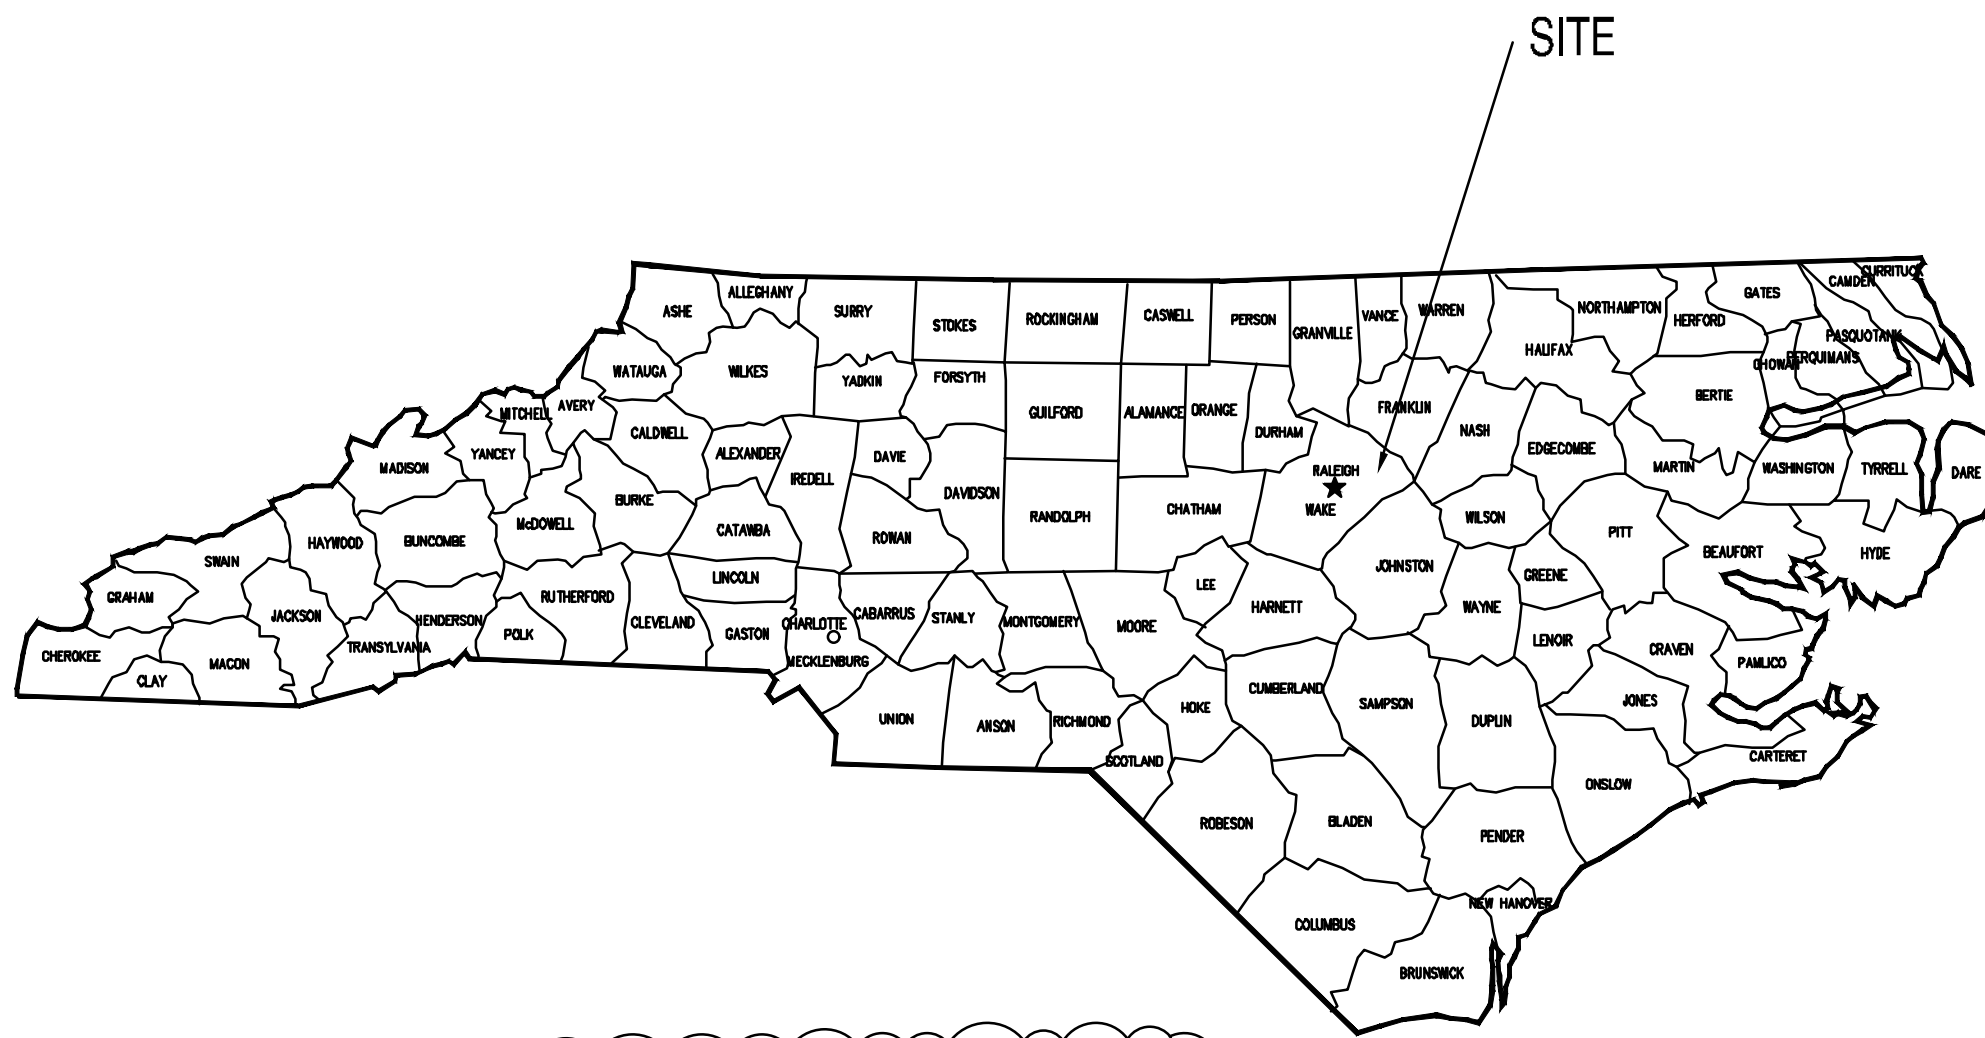 SITE
CURRITUCK
CAMDEN
ALLEGHANY
GATES
ASHE
SURRY
NORTHAMPTON
WARREN
CASWELL
VANCE
ROCKINGHAM
PERSON
HERFORD
STOKES
GRANVILLE
PASQUOTANK
HALIFAX
PERQUIMANS
CHOWAN
WATAUGA
WILKES
FORSYTH
YADKIN
BERTIE
AVERY
FRANKLIN
ORANGE
MITCHELL
GUILFORD
ALAMANCE
NASH
CALDWELL
DURHAM
EDGECOMBE
YANCEY
ALEXANDER
DAVIE
MADISON
MARTIN
WASHINGTON
TYRRELL
RALEIGH
DARE
IREDELL
DAVIDSON
BURKE
CHATHAM
WAKE
RANDOLPH
WILSON
McDOWELL
CATAWBA
PITT
ROWAN
BUNCOMBE
HAYWOOD
BEAUFORT
HYDE
SWAIN
JOHNSTON
GREENE
LINCOLN
LEE
GRAHAM
RUTHERFORD
HARNETT
WAYNE
CABARRUS
JACKSON
STANLY
HENDERSON
CLEVELAND
CHARLOTTE
MONTGOMERY
MOORE
POLK
GASTON
LENOIR
TRANSYLVANIA
CRAVEN
CHEROKEE
MECKLENBURG
MACON
PAMLICO
CLAY
CUMBERLAND
JONES
SAMPSON
HOKE
UNION
RICHMOND
DUPLIN
ANSON
CARTERET
SCOTLAND
ONSLOW
BLADEN
ROBESON
PENDER
NEW HANOVER
COLUMBUS
BRUNSWICK